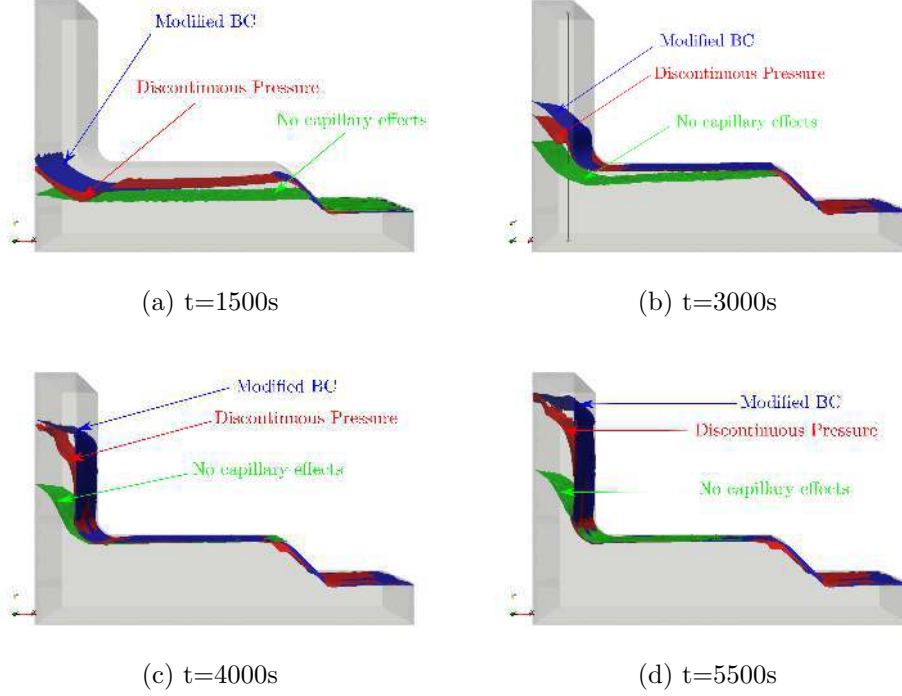 Modified BC
Discontinuous Pressure
No capillary effects
(a) t=1500s
Modified BC
Discontinuous Pressure
No capillary effects
(b) t=3000s
Modified BC
Discontinuous Pressure
No capillary effects
(c) t=4000s
Modified BC
Discontinuous Pressure
No capillary effects
(d) t=5500s